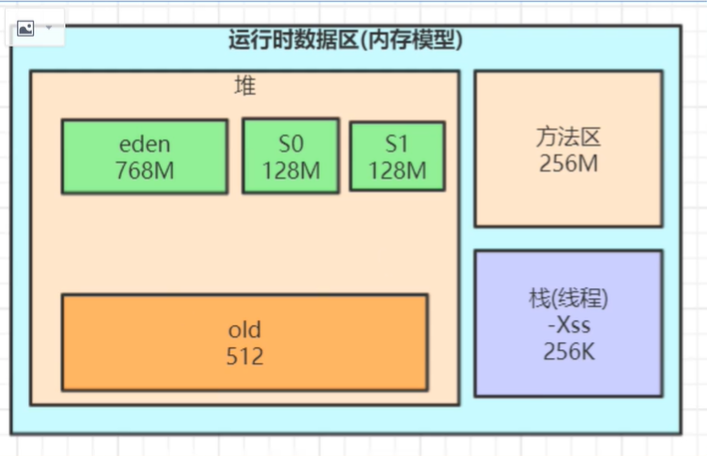 运行时数据区(内存模型)
堆
eden
768M
S0
128M
S1
128M
方法区
256M
old
512
栈(线程)
-Xss
256K